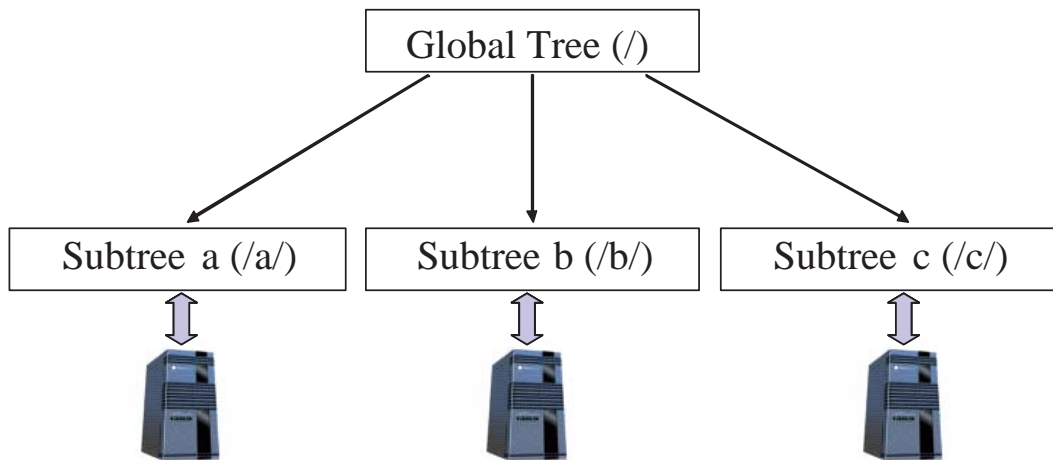 Global Tree (/)
Subtree a (/a/)
Subtree b (/b/)
Subtree c (/c/)